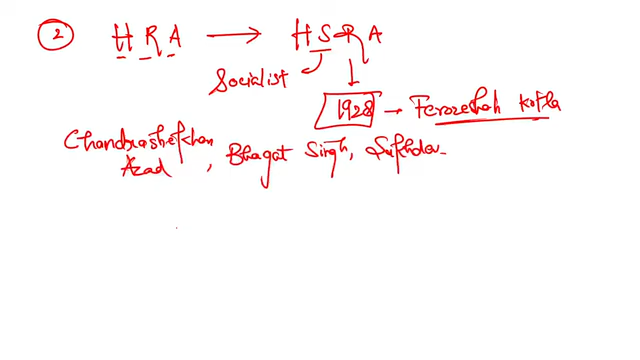 2 HRA → HSRA
Socialist
1928 - Ferozeshah Kotla
Chandrashekhar
Azad, Bhagat Singh, Sukhdev